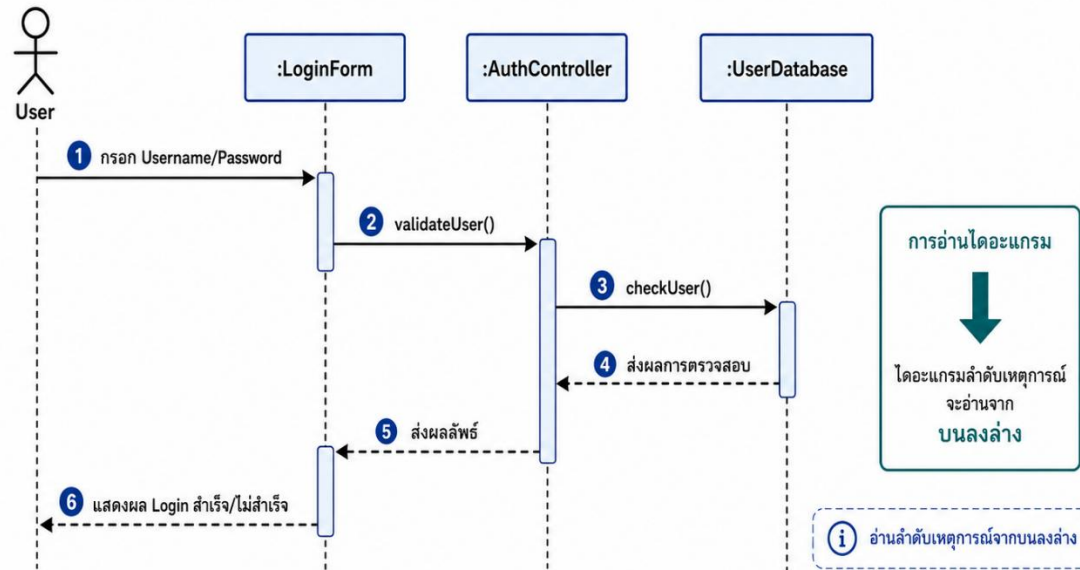 :LoginForm
:AuthController
:UserDatabase
User
1 กรอก Username/Password
2 validateUser()
3 checkUser()
4 ส่งผลการตรวจสอบ
5 ส่งผลลัพธ์
6 แสดงผล Login สำเร็จ/ไม่สำเร็จ
การอ่านไดอะแกรม
ไดอะแกรมลำดับเหตุการณ์
จะอ่านจาก
บนลงล่าง
i อ่านลำดับเหตุการณ์จากบนลงล่าง